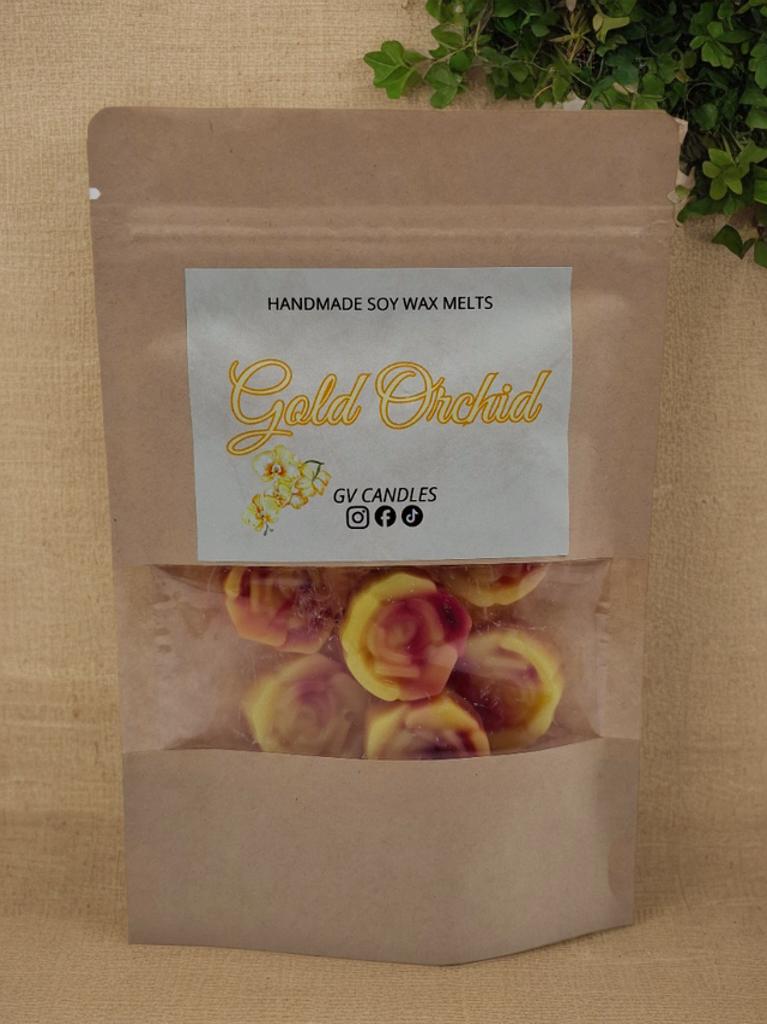 HANDMADE SOY WAX MELTS
Gold Orchid
GV CANDLES